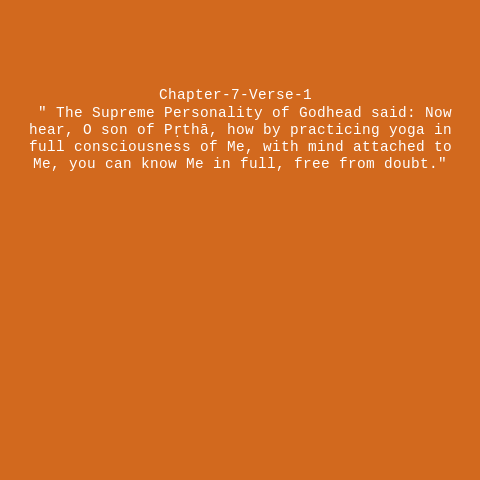 Chapter-7-Verse-1
" The Supreme Personality of Godhead said: Now
hear, O son of Pṛthā, how by practicing yoga in
full consciousness of Me, with mind attached to
Me, you can know Me in full, free from doubt."